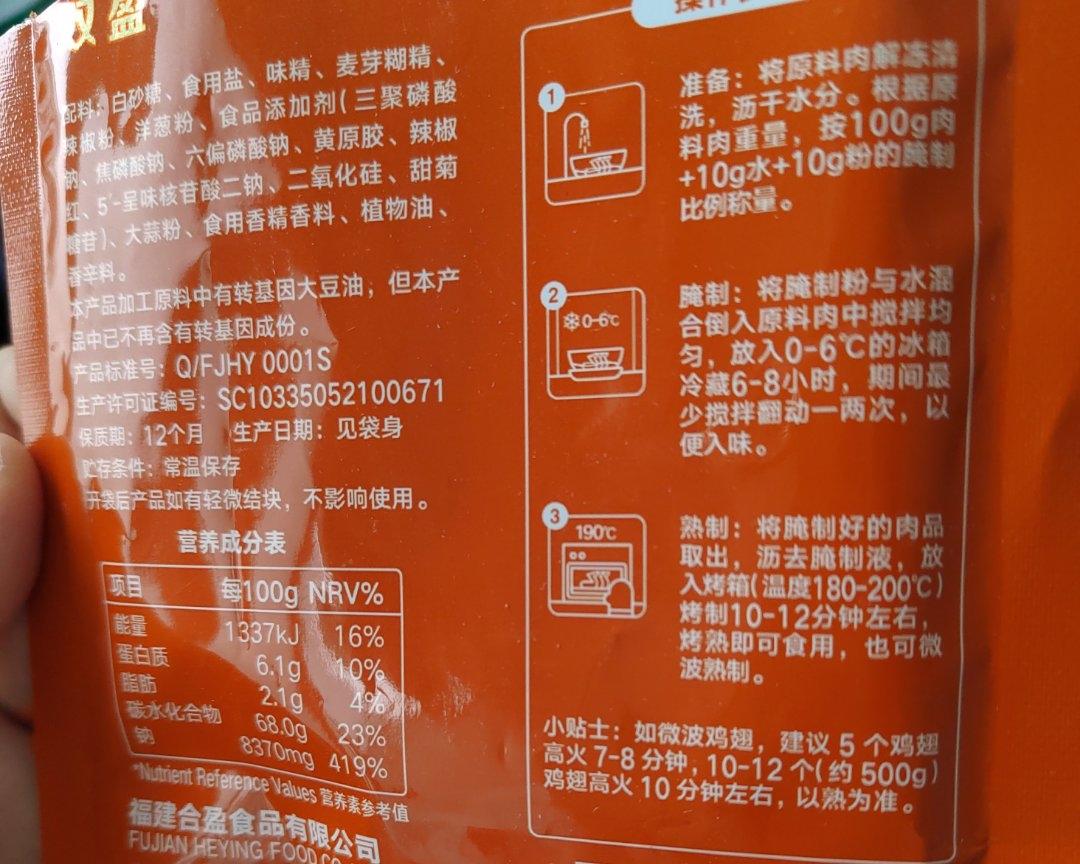 双盈
配料：白砂糖、食用盐、味精、麦芽糊精、
辣椒粉、洋葱粉、食品添加剂(三聚磷酸
钠、焦磷酸钠、六偏磷酸钠、黄原胶、辣椒
红、5'-呈味核苷酸二钠、二氧化硅、甜菊
糖苷)、大蒜粉、食用香精香料、植物油、
香辛料。
本产品加工原料中有转基因大豆油，但本产
品中已不再含有转基因成份。
产品标准号：Q/FJHY 0001S
生产许可证编号：SC10335052100671
保质期：12个月 生产日期：见袋身
贮存条件：常温保存
开袋后产品如有轻微结块，不影响使用。
营养成分表
项目 每100g NRV%
能量 1337kJ 16%
蛋白质 6.1g 10%
脂肪 2.1g 4%
碳水化合物 68.0g 23%
钠 8370mg 419%
*Nutrient Reference Values 营养素参考值
福建合盈食品有限公司
FUJIAN HEYING FOOD CO
操作
1
准备：将原料肉解冻清
洗，沥干水分。根据原
料肉重量，按100g肉
+10g水+10g粉的腌制
比例称量。
2
0-6℃
腌制：将腌制粉与水混
合倒入原料肉中搅拌均
匀，放入0-6℃的冰箱
冷藏6-8小时，期间最
少搅拌翻动一两次，以
便入味。
3
190℃
熟制：将腌制好的肉品
取出，沥去腌制液，放
入烤箱(温度180-200℃)
烤制10-12分钟左右，
烤熟即可食用，也可微
波熟制。
小贴士：如微波鸡翅，建议 5 个鸡翅
高火 7-8 分钟，10-12 个(约 500g)
鸡翅高火 10 分钟左右，以熟为准。